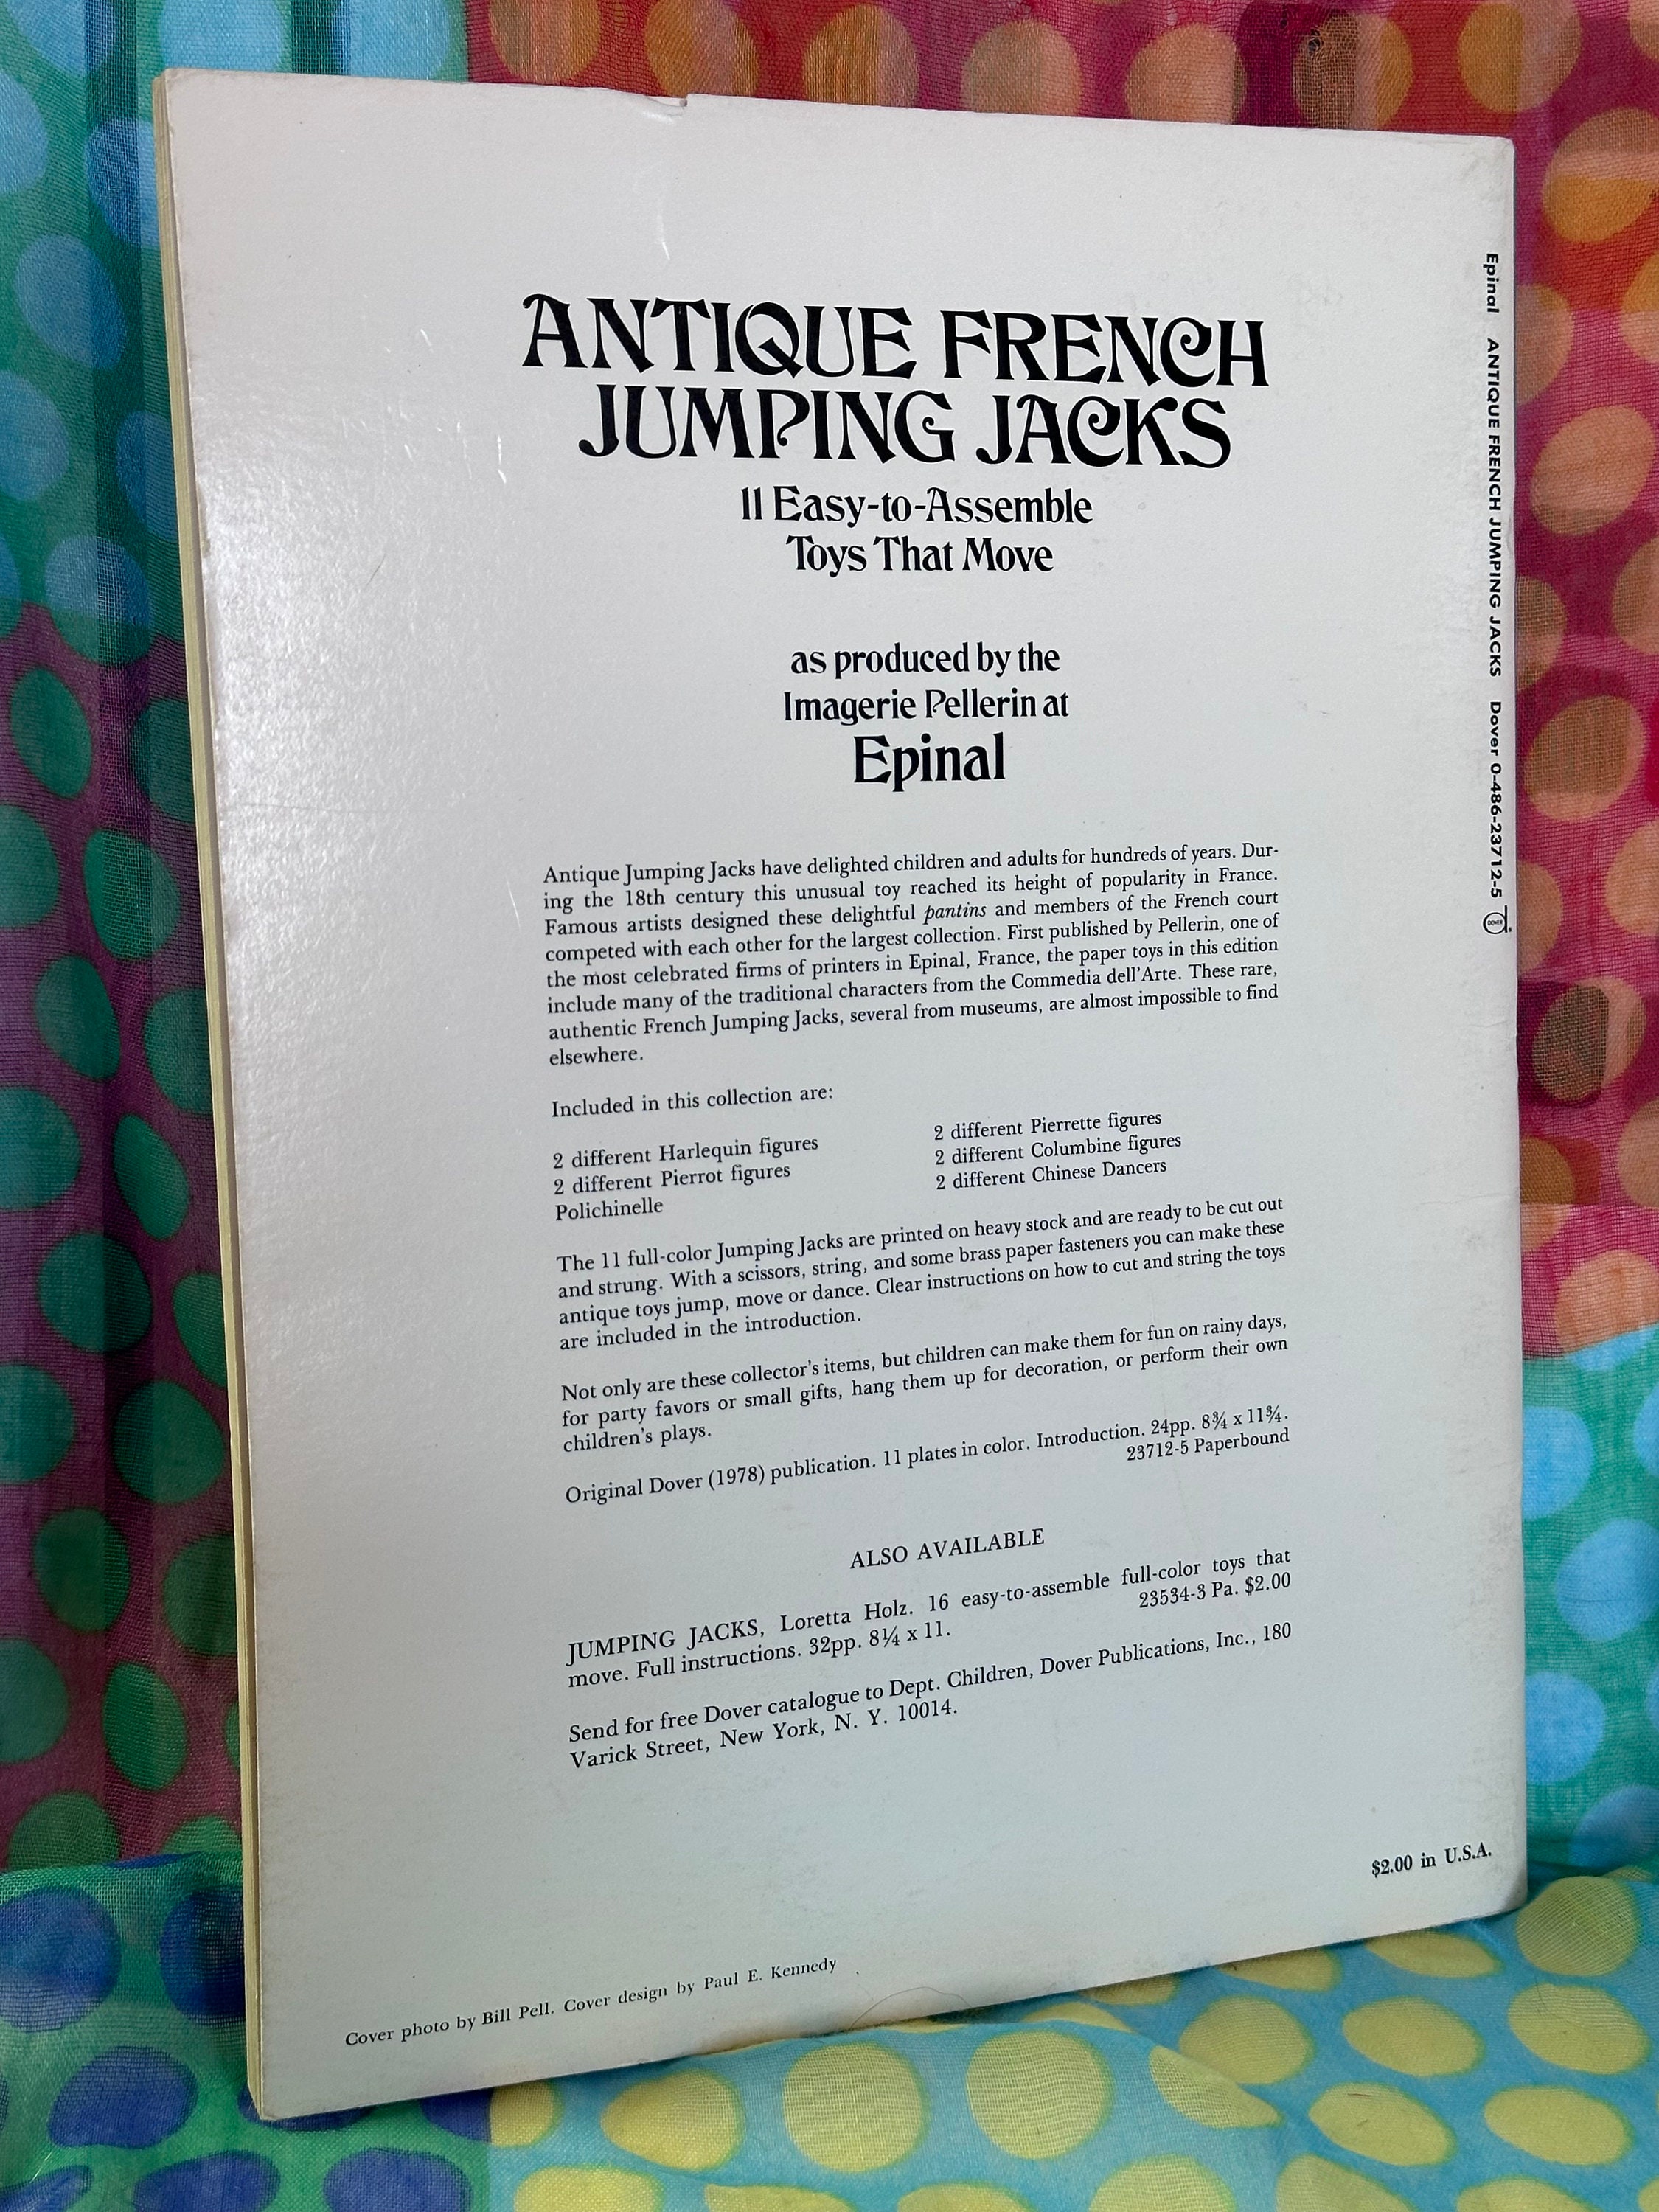 ANTIQUE FRENCH
JUMPING JACKS
11 Easy-to-Assemble
Toys That Move
as produced by the
Imagerie Pellerin at
Epinal
Antique Jumping Jacks have delighted children and adults for hundreds of years. Dur-
ing the 18th century this unusual toy reached its height of popularity in France.
Famous artists designed these delightful pantins and members of the French court
competed with each other for the largest collection. First published by Pellerin, one of
the most celebrated firms of printers in Epinal, France, the paper toys in this edition
include many of the traditional characters from the Commedia dell'Arte. These rare,
authentic French Jumping Jacks, several from museums, are almost impossible to find
elsewhere.
Included in this collection are:
2 different Harlequin figures
2 different Pierrot figures
Polichinelle
2 different Pierrette figures
2 different Columbine figures
2 different Chinese Dancers
The 11 full-color Jumping Jacks are printed on heavy stock and are ready to be cut out
and strung. With a scissors, string, and some brass paper fasteners you can make these
antique toys jump, move or dance. Clear instructions on how to cut and string the toys
are included in the introduction.
Not only are these collector's items, but children can make them for fun on rainy days,
for party favors or small gifts, hang them up for decoration, or perform their own
children's plays.
Original Dover (1978) publication. 11 plates in color. Introduction. 24pp. 8¾ x 11¾.
23712-5 Paperbound
ALSO AVAILABLE
JUMPING JACKS, Loretta Holz. 16 easy-to-assemble full-color toys that
move. Full instructions. 32pp. 8¼ x 11. 23534-3 Pa. $2.00
Send for free Dover catalogue to Dept. Children, Dover Publications, Inc., 180
Varick Street, New York, N. Y. 10014.
$2.00 in U.S.A.
Cover photo by Bill Pell. Cover design by Paul E. Kennedy
Epinal ANTIQUE FRENCH JUMPING JACKS Dover 0-486-23712-5
DOVER